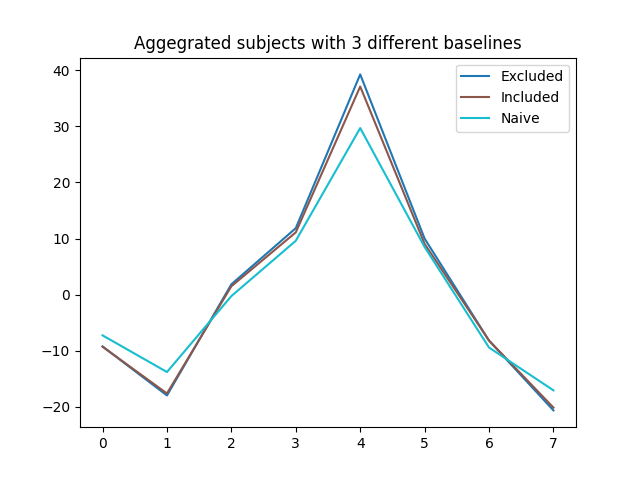 Aggegrated subjects with 3 different baselines
40
30
20
10
0
−10
−20
Excluded
Included
Naive
0 1 2 3 4 5 6 7